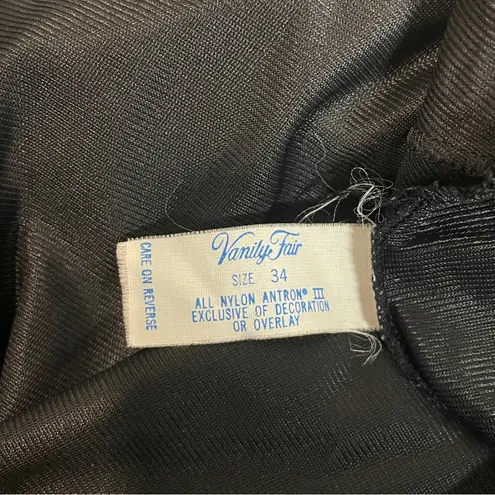 Vanity Fair
SIZE 34
ALL NYLON ANTRON® III
EXCLUSIVE OF DECORATION
OR OVERLAY
CARE ON REVERSE